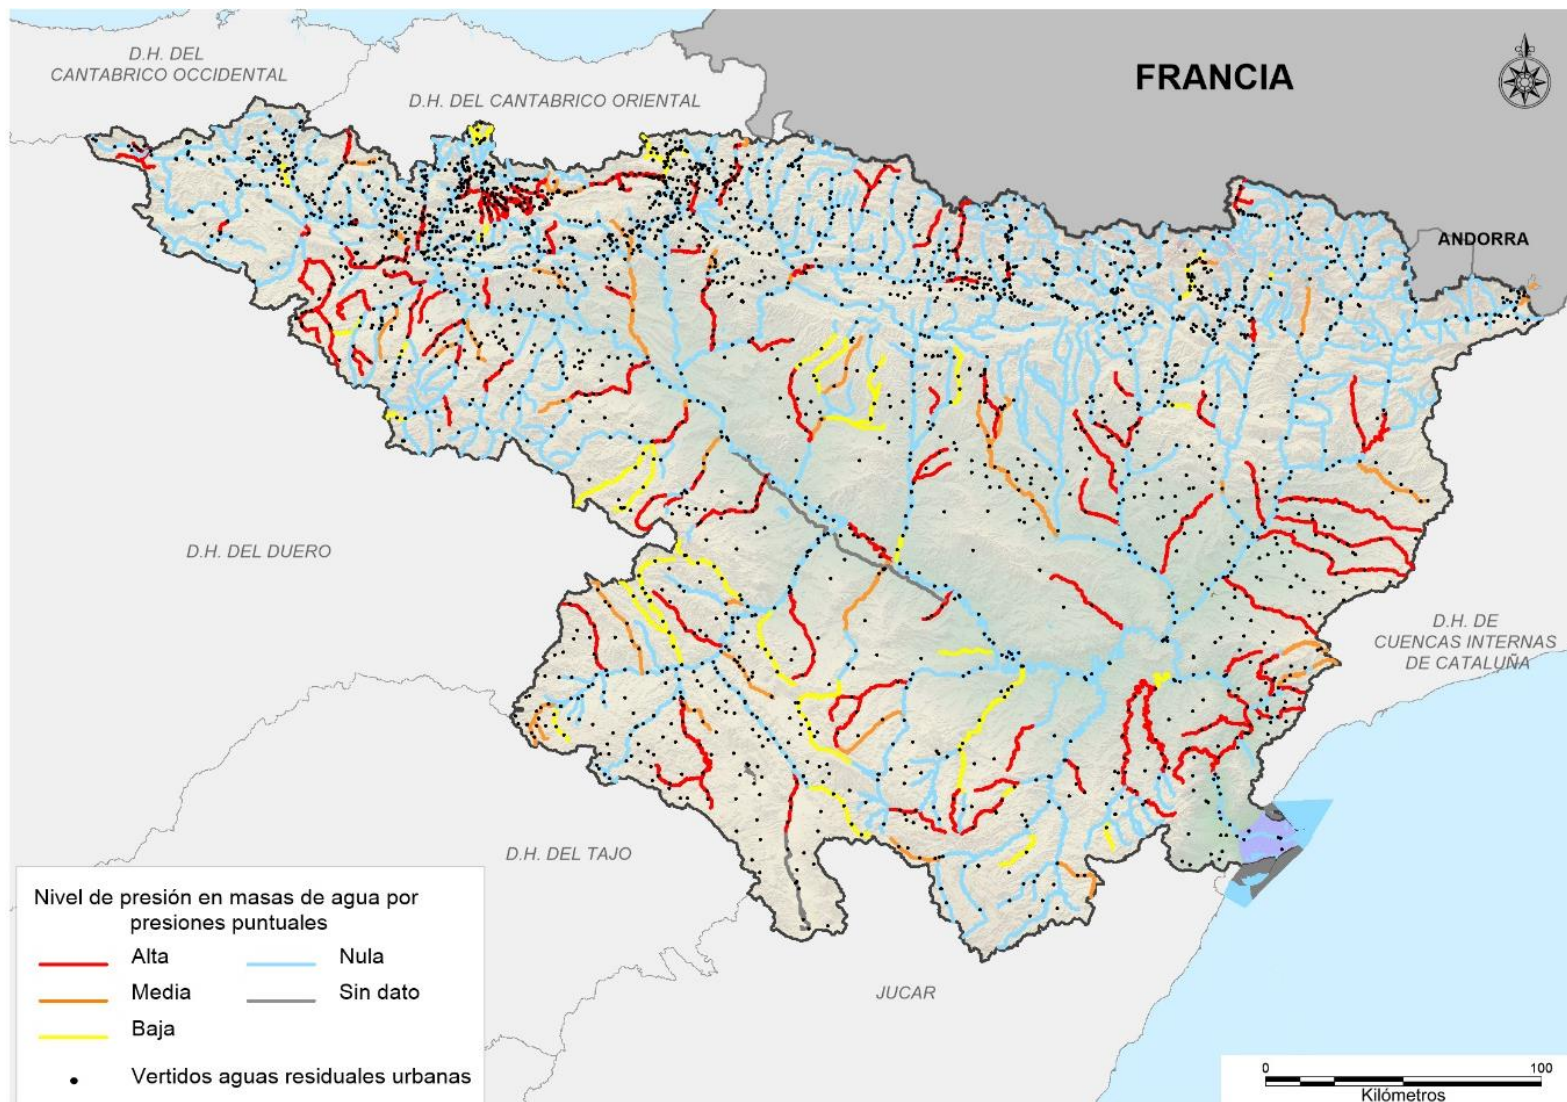 D.H. DEL
CANTABRICO OCCIDENTAL
D.H. DEL CANTABRICO ORIENTAL
FRANCIA
ANDORRA
D.H. DEL DUERO
D.H. DE
CUENCAS INTERNAS
DE CATALUÑA
D.H. DEL TAJO
JUCAR
Nivel de presión en masas de agua por
presiones puntuales
Alta
Nula
Media
Sin dato
Baja
Vertidos aguas residuales urbanas
0 100
Kilómetros